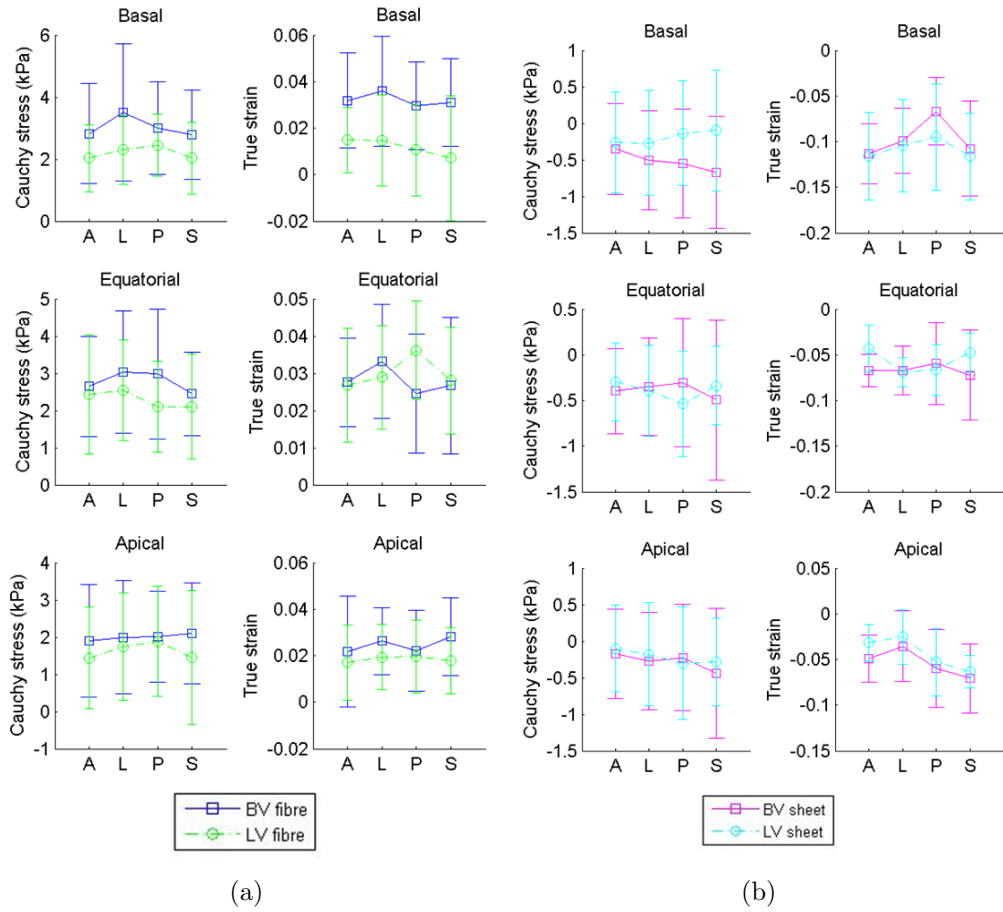 Basal
Cauchy stress (kPa)
6
4
2
0
A L P S
Basal
True strain
0.06
0.04
0.02
0
-0.02
A L P S
Equatorial
Cauchy stress (kPa)
5
4
3
2
1
0
A L P S
Equatorial
True strain
0.05
0.04
0.03
0.02
0.01
0
A L P S
Apical
Cauchy stress (kPa)
4
3
2
1
0
-1
A L P S
Apical
True strain
0.06
0.04
0.02
0
-0.02
A L P S
BV fibre
LV fibre
(a)
Basal
Cauchy stress (kPa)
1
0.5
0
-0.5
-1
-1.5
A L P S
Basal
True strain
0
-0.05
-0.1
-0.15
-0.2
A L P S
Equatorial
Cauchy stress (kPa)
0.5
0
-0.5
-1
-1.5
A L P S
Equatorial
True strain
0
-0.05
-0.1
-0.15
-0.2
A L P S
Apical
Cauchy stress (kPa)
1
0.5
0
-0.5
-1
-1.5
A L P S
Apical
True strain
0.05
0
-0.05
-0.1
-0.15
A L P S
BV sheet
LV sheet
(b)